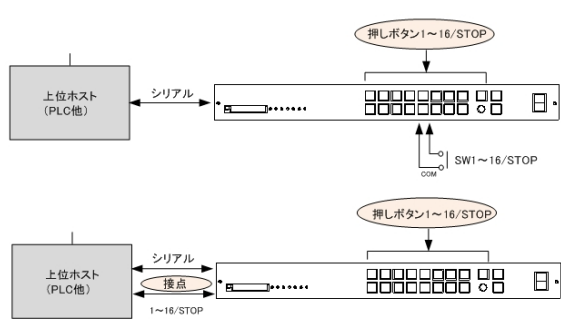 押しボタン1～16/STOP
上位ホスト
(PLC他)
シリアル
SW1～16/STOP
COM
押しボタン1～16/STOP
上位ホスト
(PLC他)
シリアル
接点
1～16/STOP